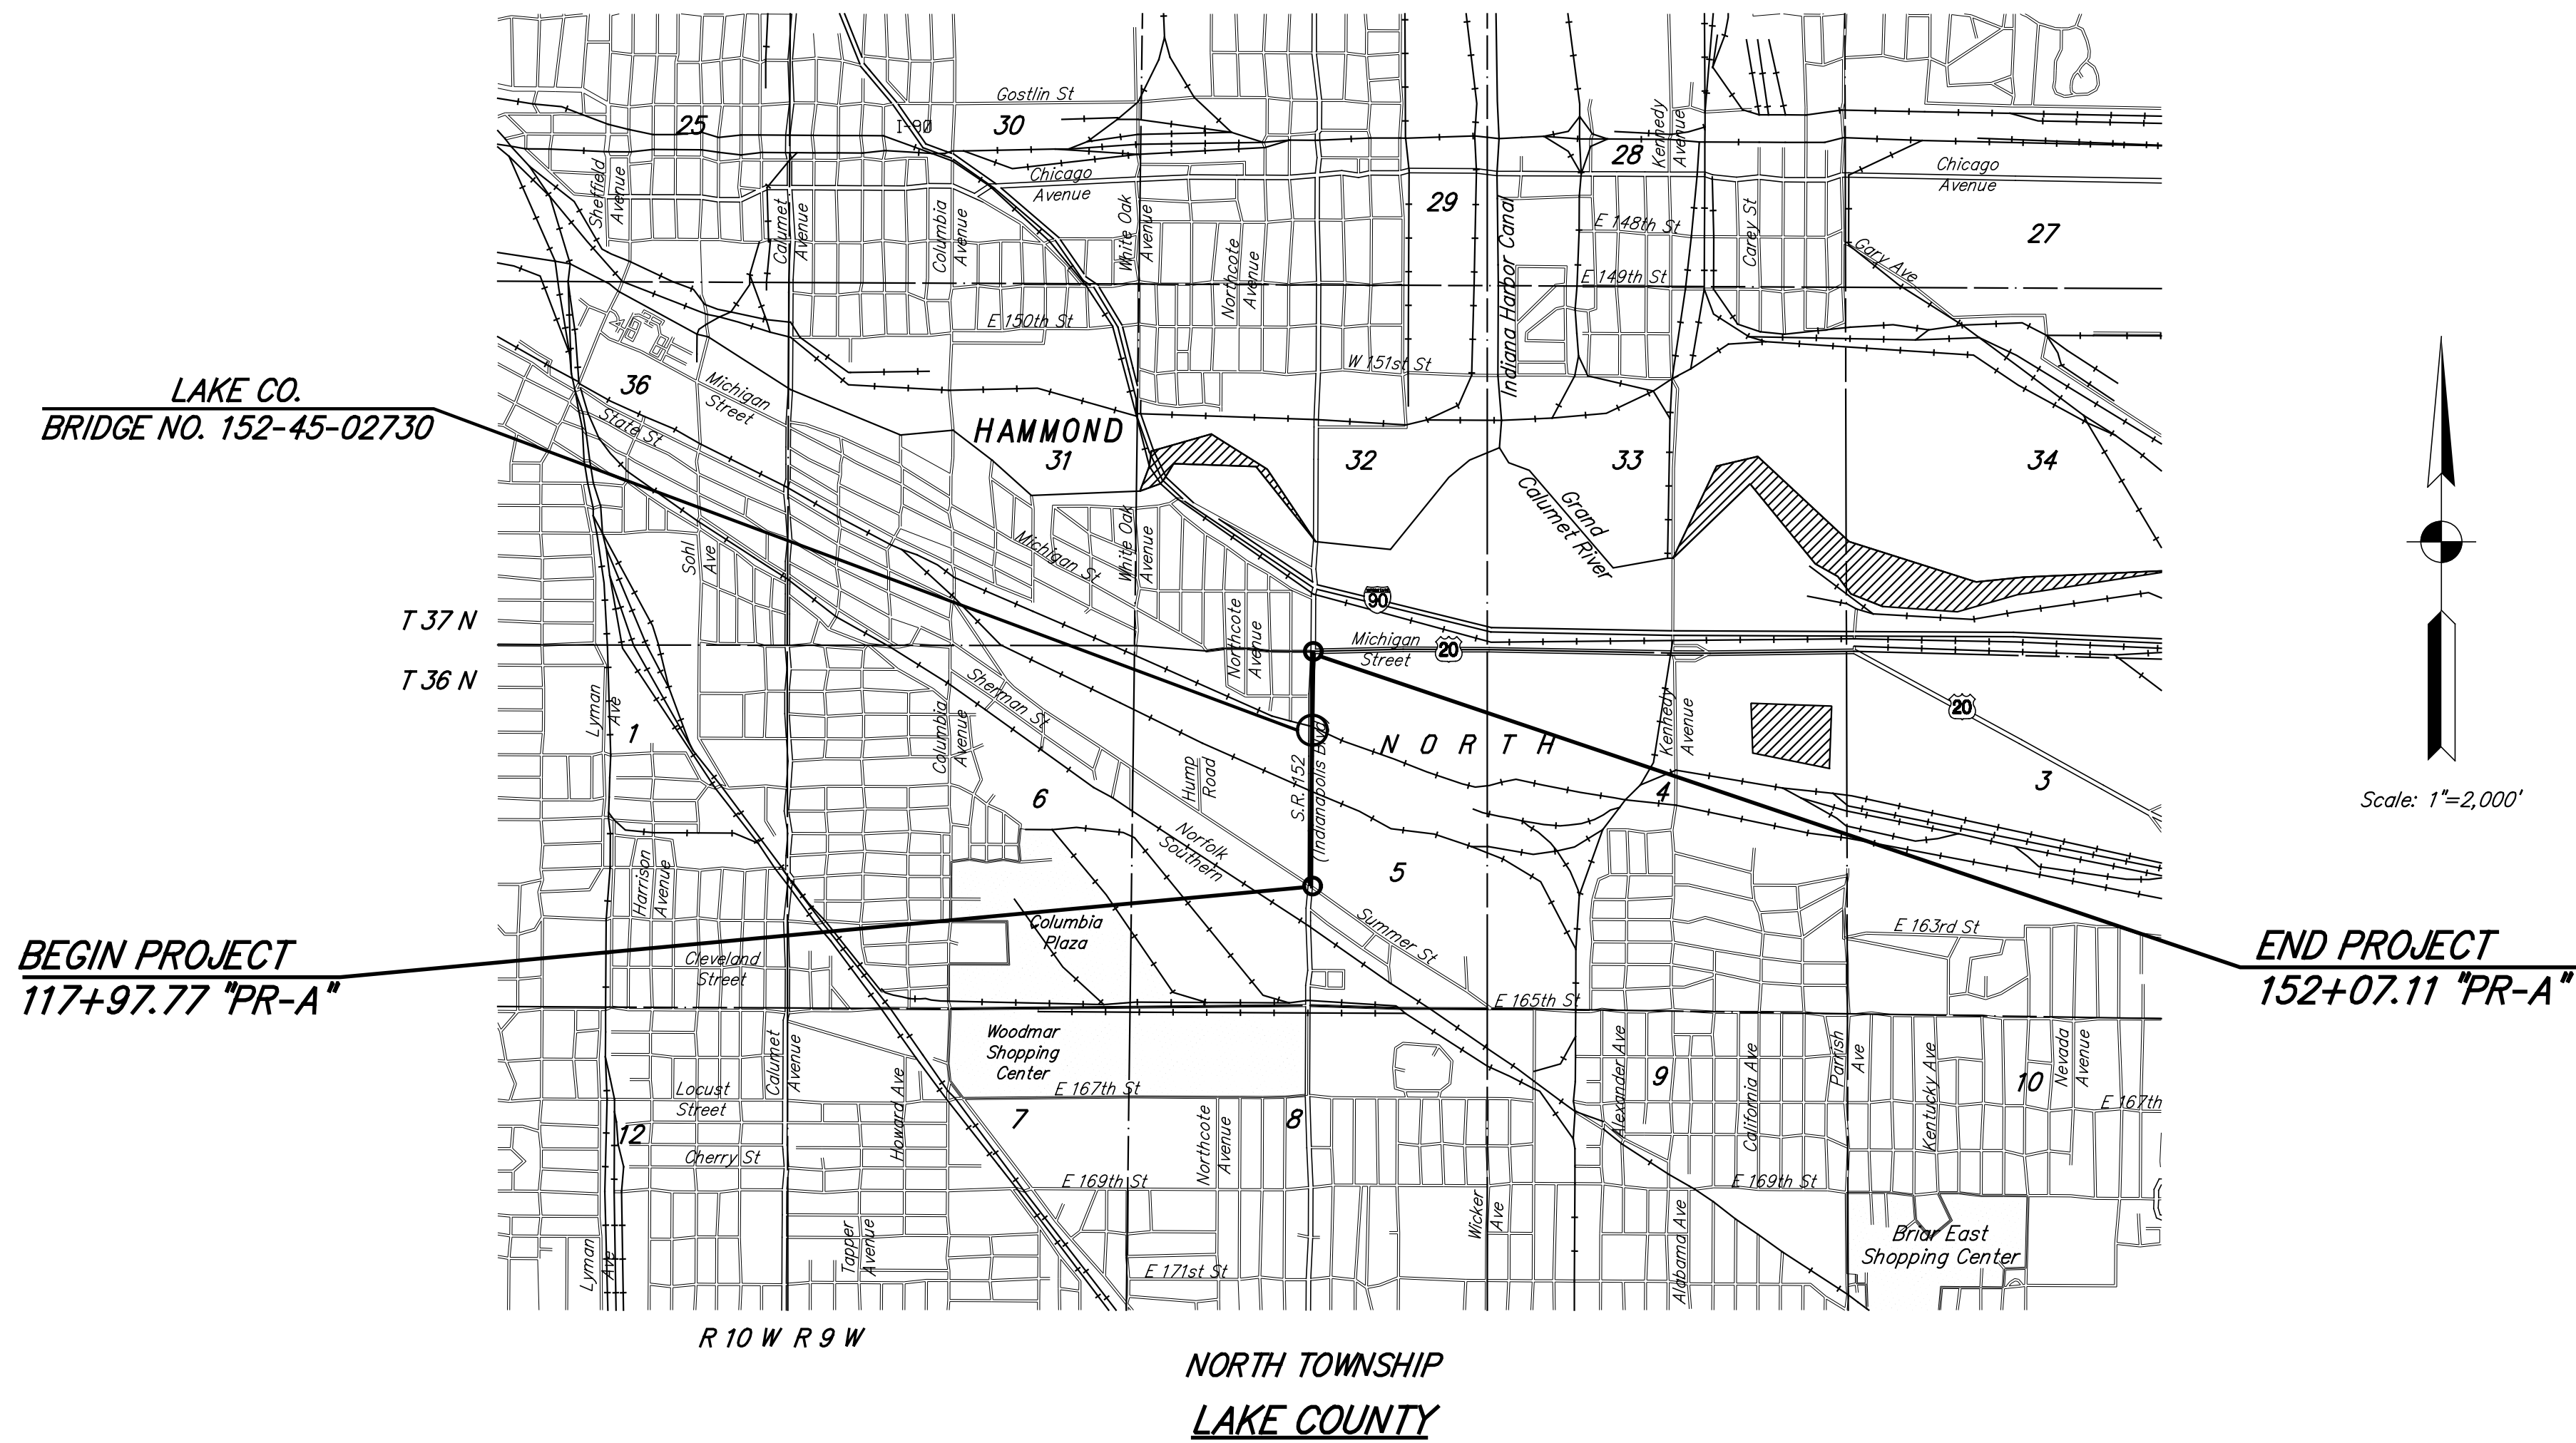 Gostlin St
25
I-90
30
28
Kennedy
Avenue
Chicago
Avenue
Chicago
Avenue
Sheffield
Avenue
Calumet
Avenue
Columbia
Avenue
White Oak
Avenue
29
Indiana Harbor Canal
E 148th St
Carey St
27
Northcote
Avenue
E 149th St
Gary Ave
E 150th St
W 151st St
36
Michigan
Street
State St
LAKE CO.
BRIDGE NO. 152-45-02730
HAMMOND
31
32
33
34
Grand
Calumet River
Sohl
Ave
Michigan St
White Oak
Avenue
90
T 37 N
Northcote
Avenue
Michigan
Street
20
T 36 N
Lyman
Ave
1
Sherman St
Columbia
Avenue
NORTH
Kennedy
Avenue
20
Hump
Road
S.R. 152
(Indianapolis Blvd)
6
4
3
Scale: 1"=2,000'
Norfolk
Southern
5
Harrison
Avenue
Columbia
Plaza
Summer St
E 163rd St
BEGIN PROJECT
117+97.77 "PR-A"
END PROJECT
152+07.11 "PR-A"
Cleveland
Street
E 165th St
Woodmar
Shopping
Center
Calumet
Avenue
Locust
Street
Howard Ave
E 167th St
Alexander Ave
9
California Ave
Parrish
Ave
Kentucky Ave
10
Nevada
Avenue
E 167th
12
7
8
Northcote
Avenue
Cherry St
E 169th St
E 169th St
Wicker
Ave
Alabama Ave
Lyman
Ave
Tapper
Avenue
Briar East
Shopping Center
E 171st St
R 10 W R 9 W
NORTH TOWNSHIP
LAKE COUNTY